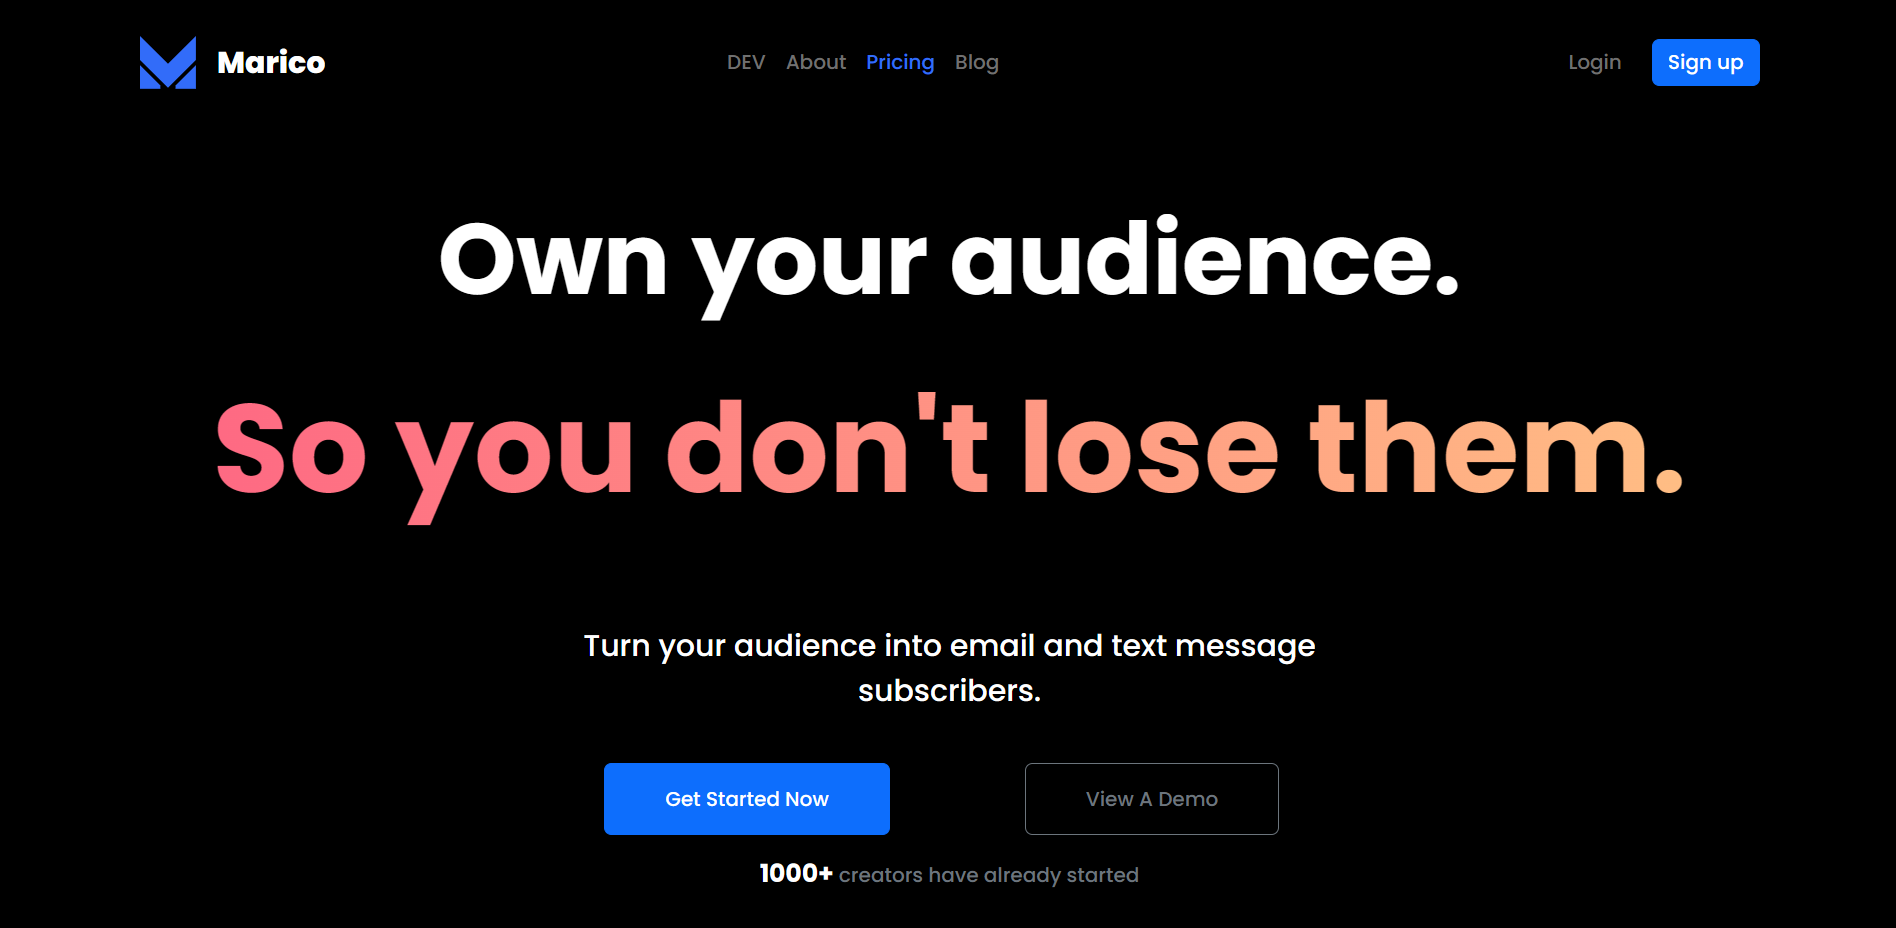 Marico
DEV About Pricing Blog
Login Sign up
Own your audience.
So you don't lose them.
Turn your audience into email and text message
subscribers.
Get Started Now
View A Demo
1000+ creators have already started